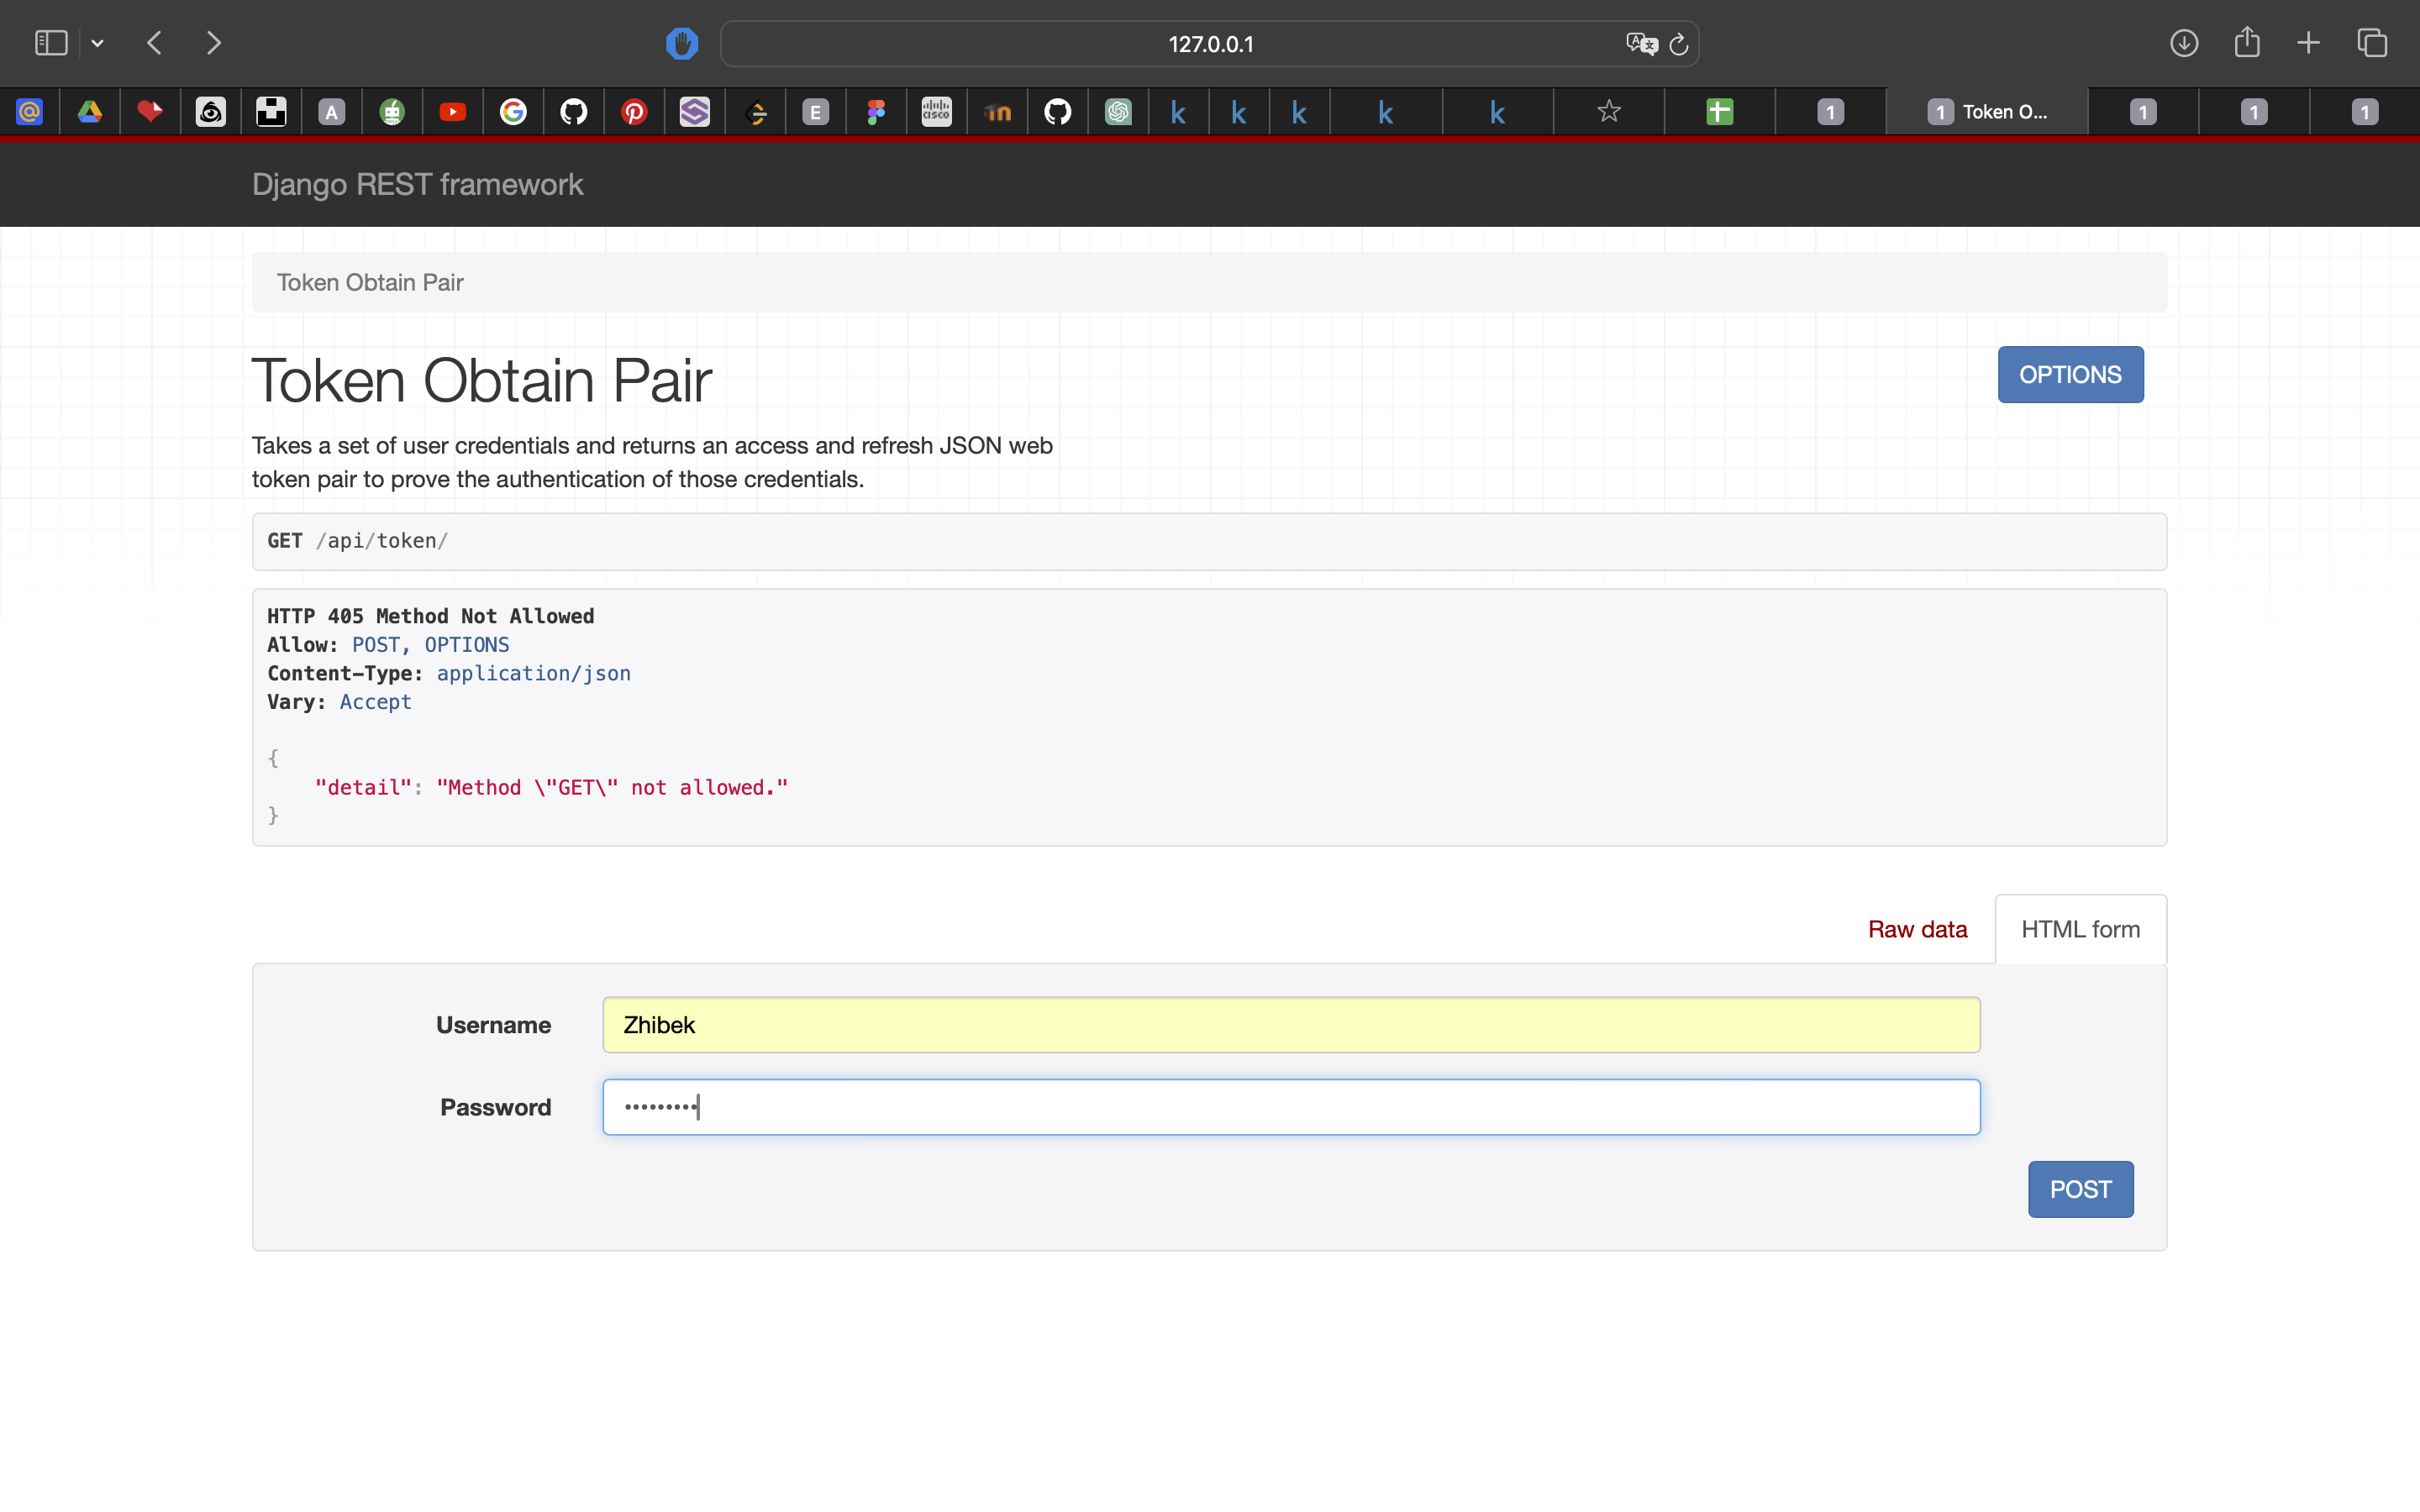 127.0.0.1
A E CISCO k k k k k 1 1 Token O... 1 1 1
Django REST framework
Token Obtain Pair
Token Obtain Pair
OPTIONS
Takes a set of user credentials and returns an access and refresh JSON web
token pair to prove the authentication of those credentials.
GET /api/token/
HTTP 405 Method Not Allowed
Allow: POST, OPTIONS
Content-Type: application/json
Vary: Accept
{
"detail": "Method \"GET\" not allowed."
}
Raw data HTML form
Username Zhibek
Password •••••••••
POST